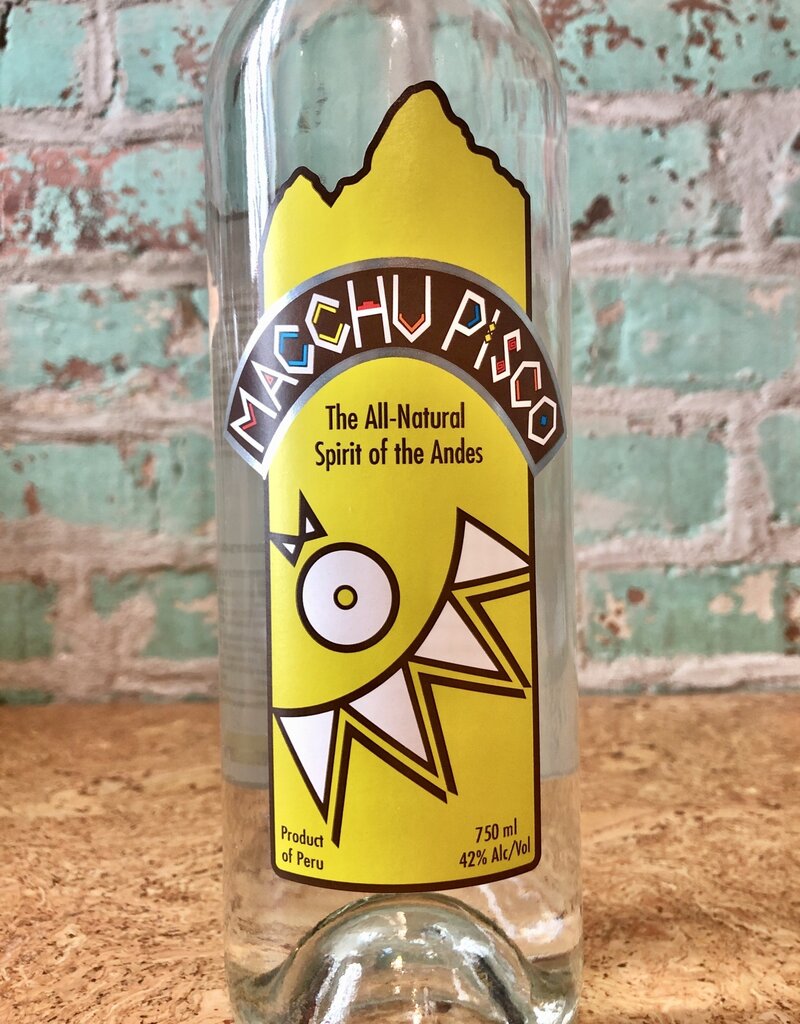 MACCHU PiSCO
The All-Natural
Spirit of the Andes
Product
of Peru
750 ml
42% Alc/Vol